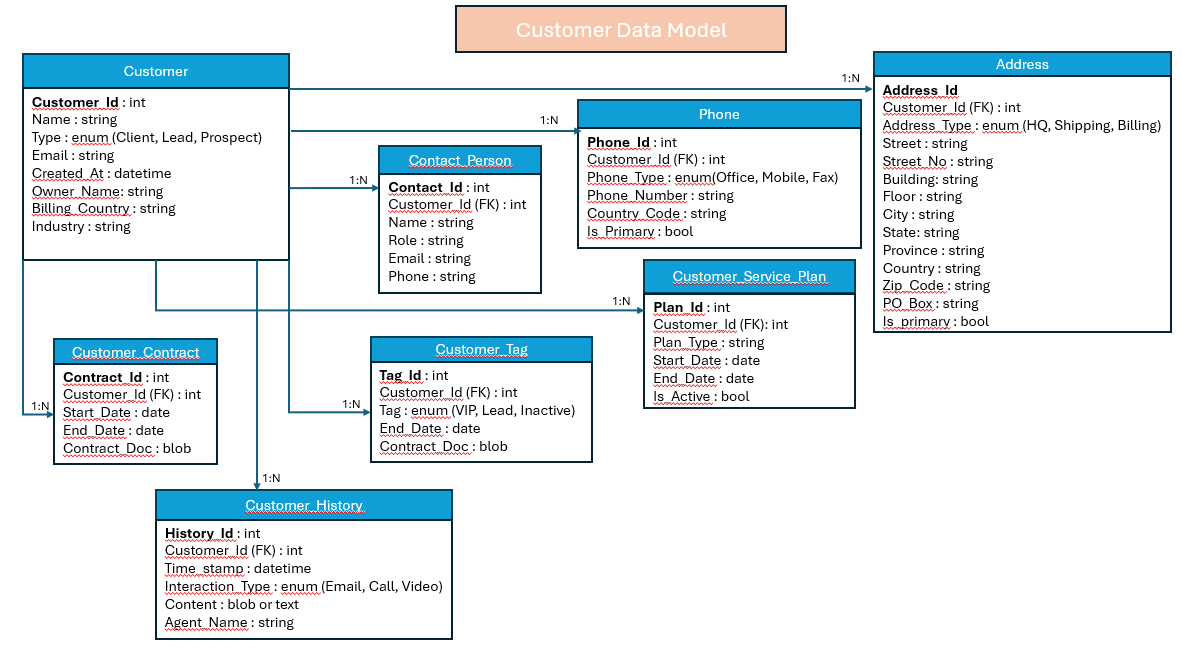 Customer Data Model
Customer
Customer_Id : int
Name : string
Type : enum (Client, Lead, Prospect)
Email : string
Created_At : datetime
Owner_Name: string
Billing_Country : string
Industry : string
1:N
Address
Address_Id
Customer_Id (FK) : int
Address_Type : enum (HQ, Shipping, Billing)
Street : string
Street_No : string
Building: string
Floor : string
City : string
State: string
Province : string
Country : string
Zip_Code : string
PO_Box : string
Is_primary : bool
1:N
Phone
Phone_Id : int
Customer_Id (FK) : int
Phone_Type : enum(Office, Mobile, Fax)
Phone_Number : string
Country_Code : string
Is_Primary : bool
1:N
Contact_Person
Contact_Id : int
Customer_Id (FK) : int
Name : string
Role : string
Email : string
Phone : string
1:N
Customer_Service_Plan
Plan_Id : int
Customer_Id (FK): int
Plan_Type : string
Start_Date : date
End_Date : date
Is_Active : bool
1:N
Customer_Contract
Contract_Id : int
Customer_Id (FK) : int
Start_Date : date
End_Date : date
Contract_Doc : blob
1:N
Customer_Tag
Tag_Id : int
Customer_Id (FK) : int
Tag : enum (VIP, Lead, Inactive)
End_Date : date
Contract_Doc : blob
1:N
Customer_History
History_Id : int
Customer_Id (FK) : int
Time_stamp : datetime
Interaction_Type : enum (Email, Call, Video)
Content : blob or text
Agent_Name : string